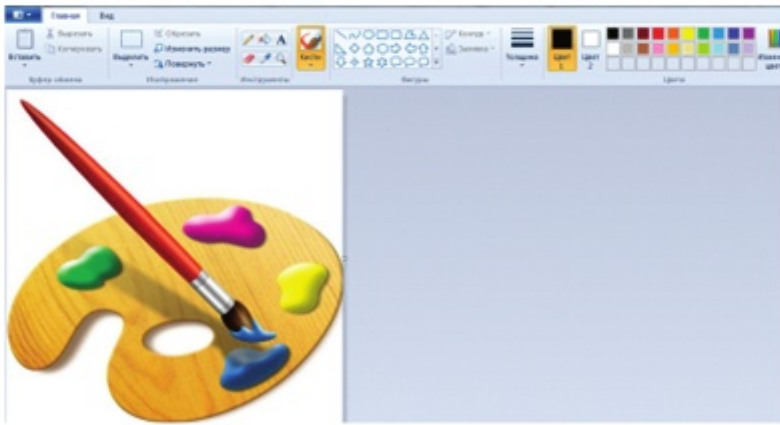 Главная Вид
Вставить
Вырезать
Копировать
Буфер обмена
Выделить
Обрезать
Изменить размер
Повернуть
Изображение
Инструменты
Кисти
Контур
Заливка
Фигуры
Толщина
Цвет
1
Цвет
2
Цвета